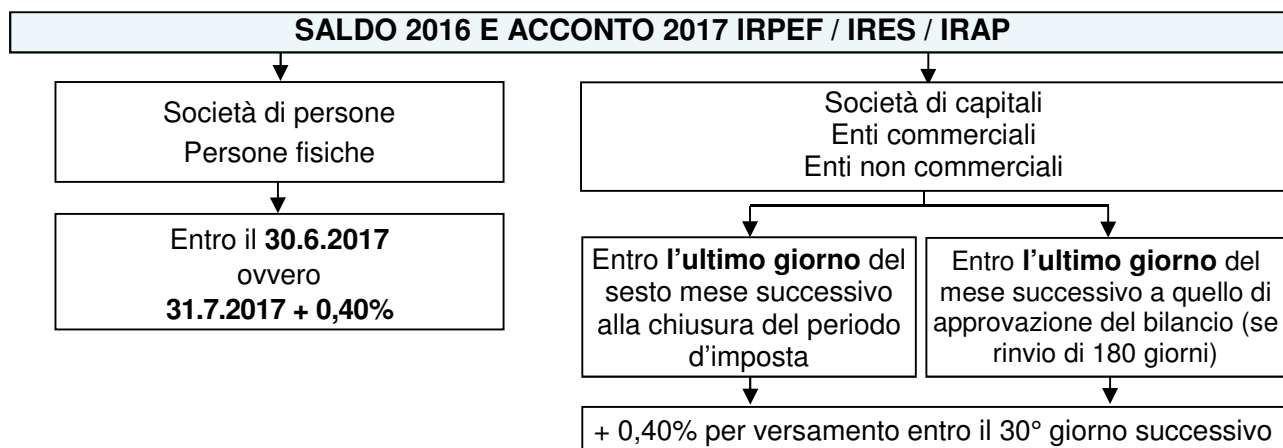 SALDO 2016 E ACCONTO 2017 IRPEF / IRES / IRAP
Società di persone
Persone fisiche
Entro il 30.6.2017
ovvero
31.7.2017 + 0,40%
Società di capitali
Enti commerciali
Enti non commerciali
Entro l'ultimo giorno del
sesto mese successivo
alla chiusura del periodo
d'imposta
Entro l'ultimo giorno del
mese successivo a quello di
approvazione del bilancio (se
rinvio di 180 giorni)
+ 0,40% per versamento entro il 30° giorno successivo